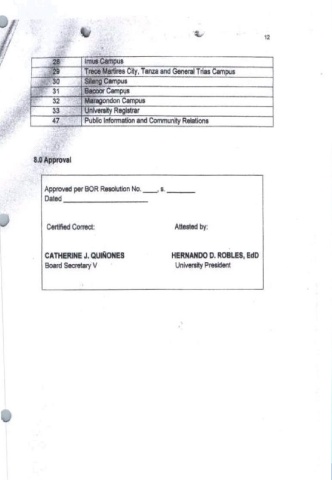 12
28 Imus Campus
29 Trece Martires City, Tanza and General Trias Campus
30 Silang Campus
31 Bacoor Campus
32 Maragondon Campus
33 University Registrar
47 Public Information and Community Relations
8.0 Approval
Approved per BOR Resolution No. ____, s. ________
Dated ________________________
Certified Correct: Attested by:
CATHERINE J. QUIÑONES HERNANDO D. ROBLES, EdD
Board Secretary V University President